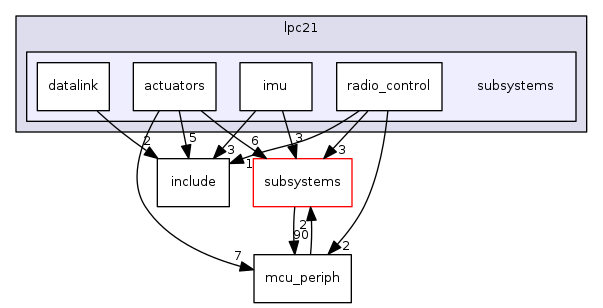 lpc21
datalink
actuators
imu
radio_control
subsystems
2
5
6
3
3
1
3
include
subsystems
2
90
7
2
mcu_periph